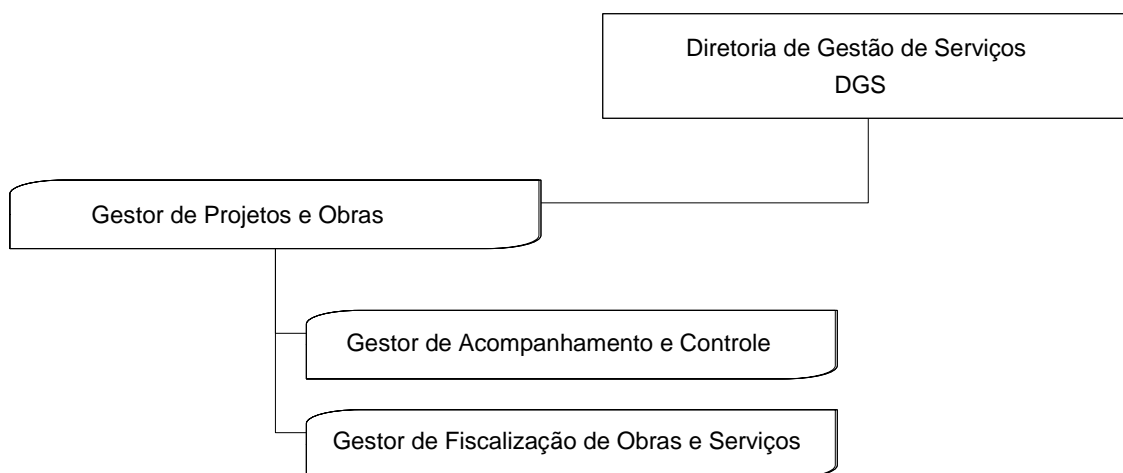 Diretoria de Gestão de Serviços
DGS
Gestor de Projetos e Obras
Gestor de Acompanhamento e Controle
Gestor de Fiscalização de Obras e Serviços